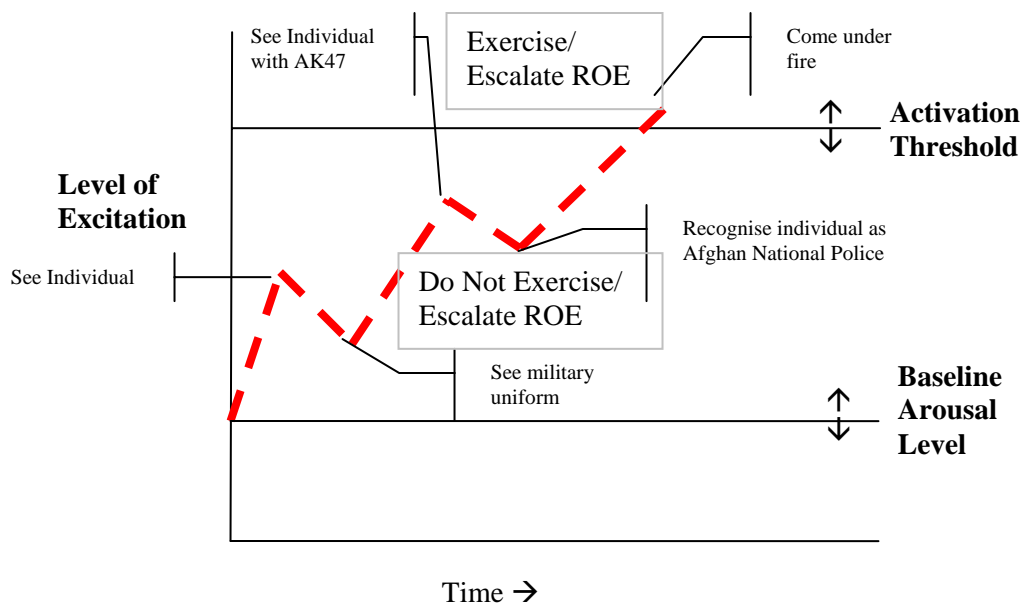 See Individual
with AK47
Exercise/
Escalate ROE
Come under
fire
Activation
Threshold
Level of
Excitation
See Individual
Recognise individual as
Afghan National Police
Do Not Exercise/
Escalate ROE
See military
uniform
Baseline
Arousal
Level
Time →